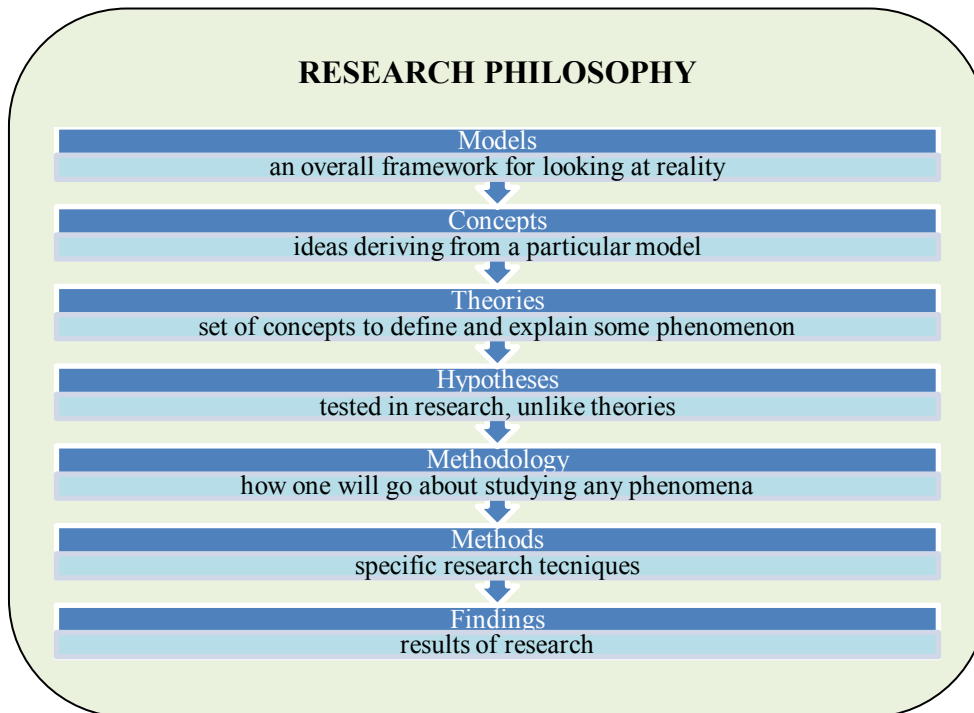 RESEARCH PHILOSOPHY
Models
an overall framework for looking at reality
Concepts
ideas deriving from a particular model
Theories
set of concepts to define and explain some phenomenon
Hypotheses
tested in research, unlike theories
Methodology
how one will go about studying any phenomena
Methods
specific research tecniques
Findings
results of research